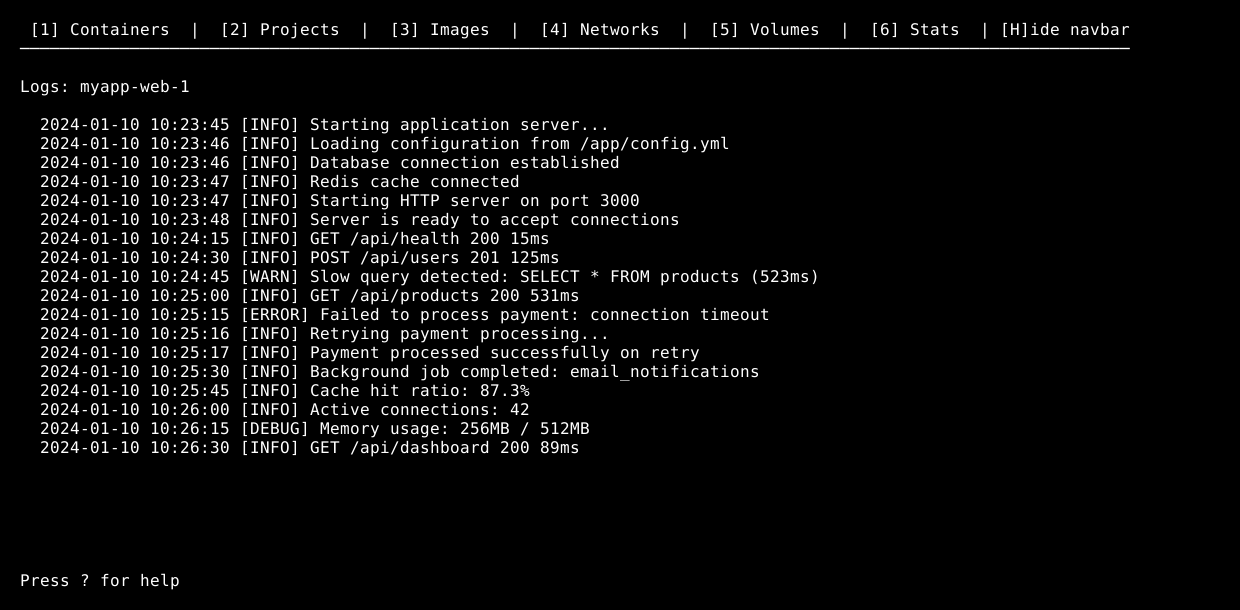 [1] Containers | [2] Projects | [3] Images | [4] Networks | [5] Volumes | [6] Stats | [H]ide navbar
Logs: myapp-web-1
2024-01-10 10:23:45 [INFO] Starting application server...
2024-01-10 10:23:46 [INFO] Loading configuration from /app/config.yml
2024-01-10 10:23:46 [INFO] Database connection established
2024-01-10 10:23:47 [INFO] Redis cache connected
2024-01-10 10:23:47 [INFO] Starting HTTP server on port 3000
2024-01-10 10:23:48 [INFO] Server is ready to accept connections
2024-01-10 10:24:15 [INFO] GET /api/health 200 15ms
2024-01-10 10:24:30 [INFO] POST /api/users 201 125ms
2024-01-10 10:24:45 [WARN] Slow query detected: SELECT * FROM products (523ms)
2024-01-10 10:25:00 [INFO] GET /api/products 200 531ms
2024-01-10 10:25:15 [ERROR] Failed to process payment: connection timeout
2024-01-10 10:25:16 [INFO] Retrying payment processing...
2024-01-10 10:25:17 [INFO] Payment processed successfully on retry
2024-01-10 10:25:30 [INFO] Background job completed: email_notifications
2024-01-10 10:25:45 [INFO] Cache hit ratio: 87.3%
2024-01-10 10:26:00 [INFO] Active connections: 42
2024-01-10 10:26:15 [DEBUG] Memory usage: 256MB / 512MB
2024-01-10 10:26:30 [INFO] GET /api/dashboard 200 89ms
Press ? for help